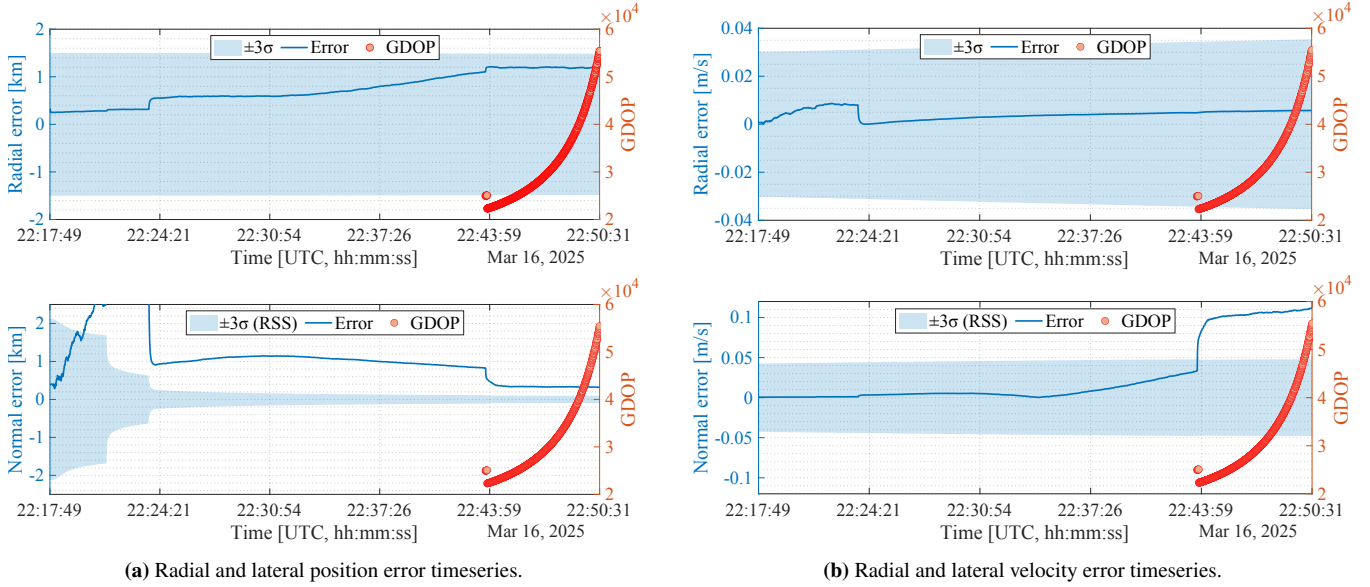 ×10⁴
2
1
0
-1
-2
Radial error [km]
±3σ Error GDOP
6
5
4
3
2
GDOP
22:17:49 22:24:21 22:30:54 22:37:26 22:43:59 22:50:31
Time [UTC, hh:mm:ss] Mar 16, 2025
×10⁴
2
1
0
-1
-2
Normal error [km]
±3σ (RSS) Error GDOP
6
5
4
3
2
GDOP
22:17:49 22:24:21 22:30:54 22:37:26 22:43:59 22:50:31
Time [UTC, hh:mm:ss] Mar 16, 2025
(a) Radial and lateral position error timeseries.
×10⁴
0.04
0.02
0
-0.02
-0.04
Radial error [m/s]
±3σ Error GDOP
6
5
4
3
2
GDOP
22:17:49 22:24:21 22:30:54 22:37:26 22:43:59 22:50:31
Time [UTC, hh:mm:ss] Mar 16, 2025
×10⁴
0.1
0.05
0
-0.05
-0.1
Normal error [m/s]
±3σ (RSS) Error GDOP
6
5
4
3
2
GDOP
22:17:49 22:24:21 22:30:54 22:37:26 22:43:59 22:50:31
Time [UTC, hh:mm:ss] Mar 16, 2025
(b) Radial and lateral velocity error timeseries.